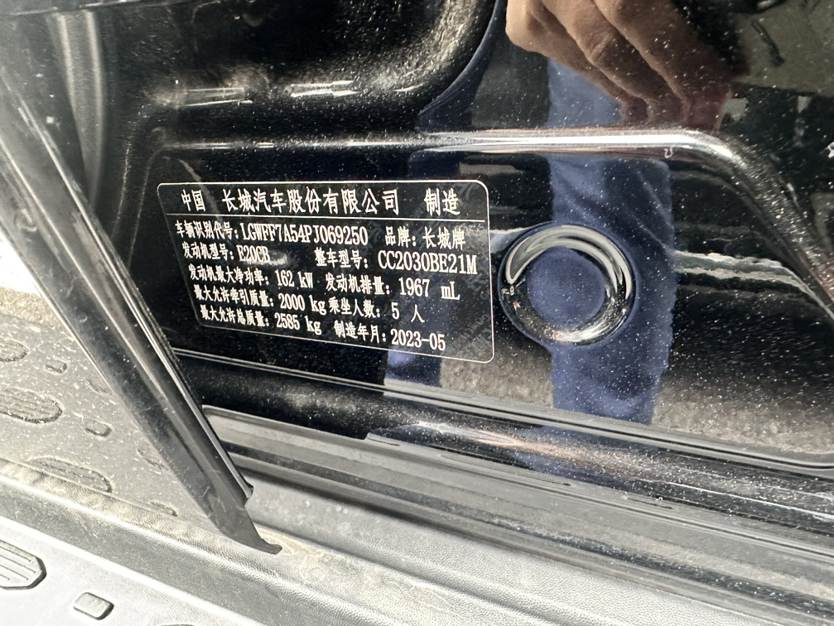 中国 长城汽车股份有限公司 制造
车辆识别代号: LGWFF7A54PJ069250 品牌: 长城牌
发动机型号: E20CB 整车型号: CC2030BE21M
发动机最大净功率: 162 kW 发动机排量: 1967 mL
最大允许牵引质量: 2000 kg 乘坐人数: 5 人
最大允许总质量: 2585 kg 制造年月: 2023-05